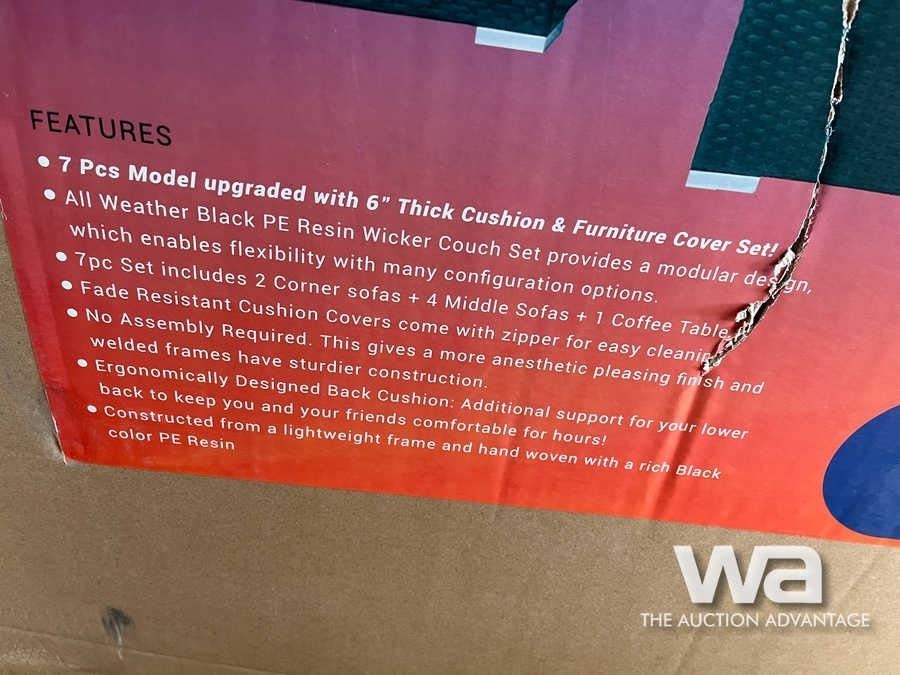 FEATURES
• 7 Pcs Model upgraded with 6" Thick Cushion & Furniture Cover Set!
• All Weather Black PE Resin Wicker Couch Set provides a modular design,
which enables flexibility with many configuration options.
• 7pc Set includes 2 Corner sofas + 4 Middle Sofas + 1 Coffee Table
• Fade Resistant Cushion Covers come with zipper for easy cleanin
• No Assembly Required. This gives a more anesthetic pleasing finish and
welded frames have sturdier construction.
• Ergonomically Designed Back Cushion: Additional support for your lower
back to keep you and your friends comfortable for hours!
• Constructed from a lightweight frame and hand woven with a rich Black
color PE Resin
wa
THE AUCTION ADVANTAGE